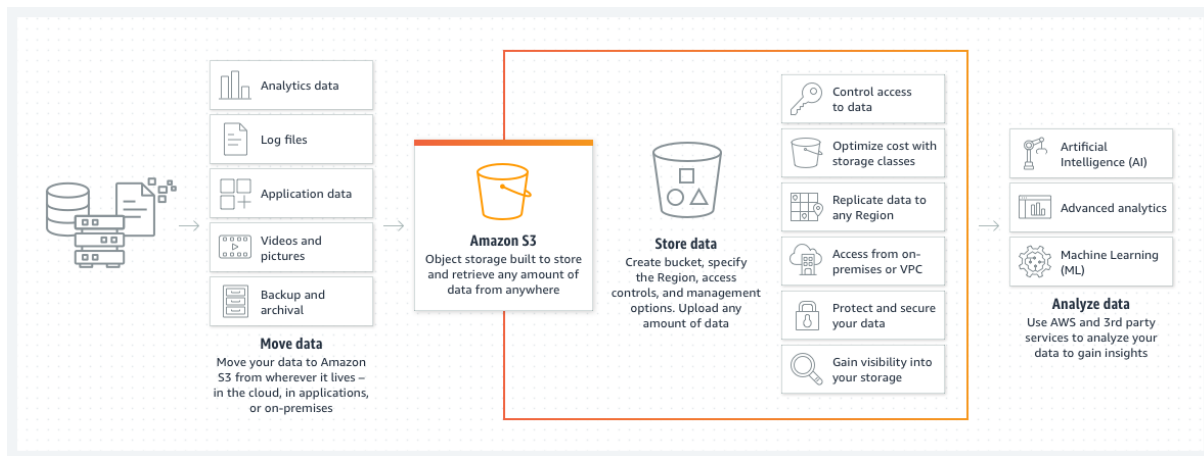 Analytics data
Log files
Application data
Videos and
pictures
Backup and
archival
Move data
Move your data to Amazon
S3 from wherever it lives –
in the cloud, in applications,
or on-premises
Amazon S3
Object storage built to store
and retrieve any amount of
data from anywhere
Store data
Create bucket, specify
the Region, access
controls, and management
options. Upload any
amount of data
Control access
to data
Optimize cost with
storage classes
Replicate data to
any Region
Access from on-
premises or VPC
Protect and secure
your data
Gain visibility into
your storage
Artificial
Intelligence (AI)
Advanced analytics
Machine Learning
(ML)
Analyze data
Use AWS and 3rd party
services to analyze your
data to gain insights